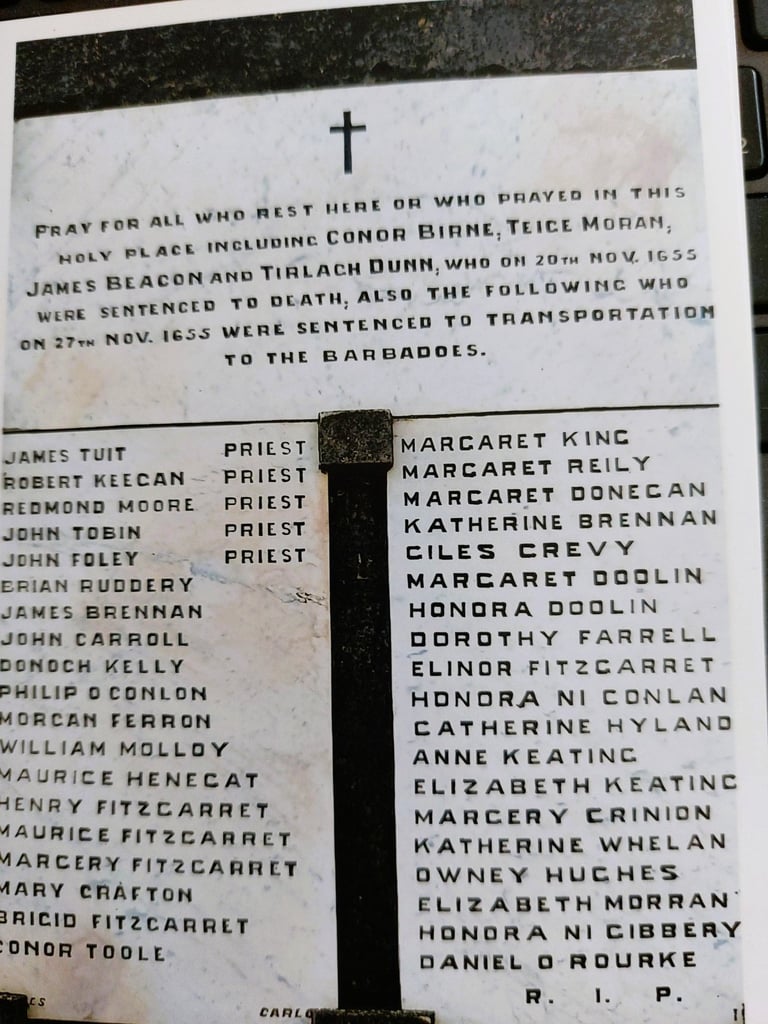 PRAY FOR ALL WHO REST HERE OR WHO PRAYED IN THIS
HOLY PLACE INCLUDING CONOR BIRNE, TEIGE MORAN,
JAMES BEACON AND TIRLACH DUNN, WHO ON 20TH NOV. 1655
WERE SENTENCED TO DEATH, ALSO THE FOLLOWING WHO
ON 27TH NOV. 1655 WERE SENTENCED TO TRANSPORTATION
TO THE BARBADOES.
JAMES TUIT PRIEST
ROBERT KEEGAN PRIEST
REDMOND MOORE PRIEST
JOHN TOBIN PRIEST
JOHN FOLEY PRIEST
BRIAN RUDDERY
JAMES BRENNAN
JOHN CARROLL
DONOGH KELLY
PHILIP O CONLON
MORGAN FERRON
WILLIAM MOLLOY
MAURICE HENEGAT
HENRY FITZGARRET
MAURICE FITZGARRET
MARGERY FITZGARRET
MARY CRAFTON
BRIGID FITZGARRET
CONOR TOOLE
MARGARET KING
MARGARET REILY
MARGARET DONEGAN
KATHERINE BRENNAN
GILES CREVY
MARGARET DOOLIN
HONORA DOOLIN
DOROTHY FARRELL
ELINOR FITZGARRET
HONORA NI CONLAN
CATHERINE HYLAND
ANNE KEATING
ELIZABETH KEATING
MARGERY CRINION
KATHERINE WHELAN
OWNEY HUGHES
ELIZABETH MORRAN
HONORA NI GIBBERY
DANIEL O RORKE
R. I. P.